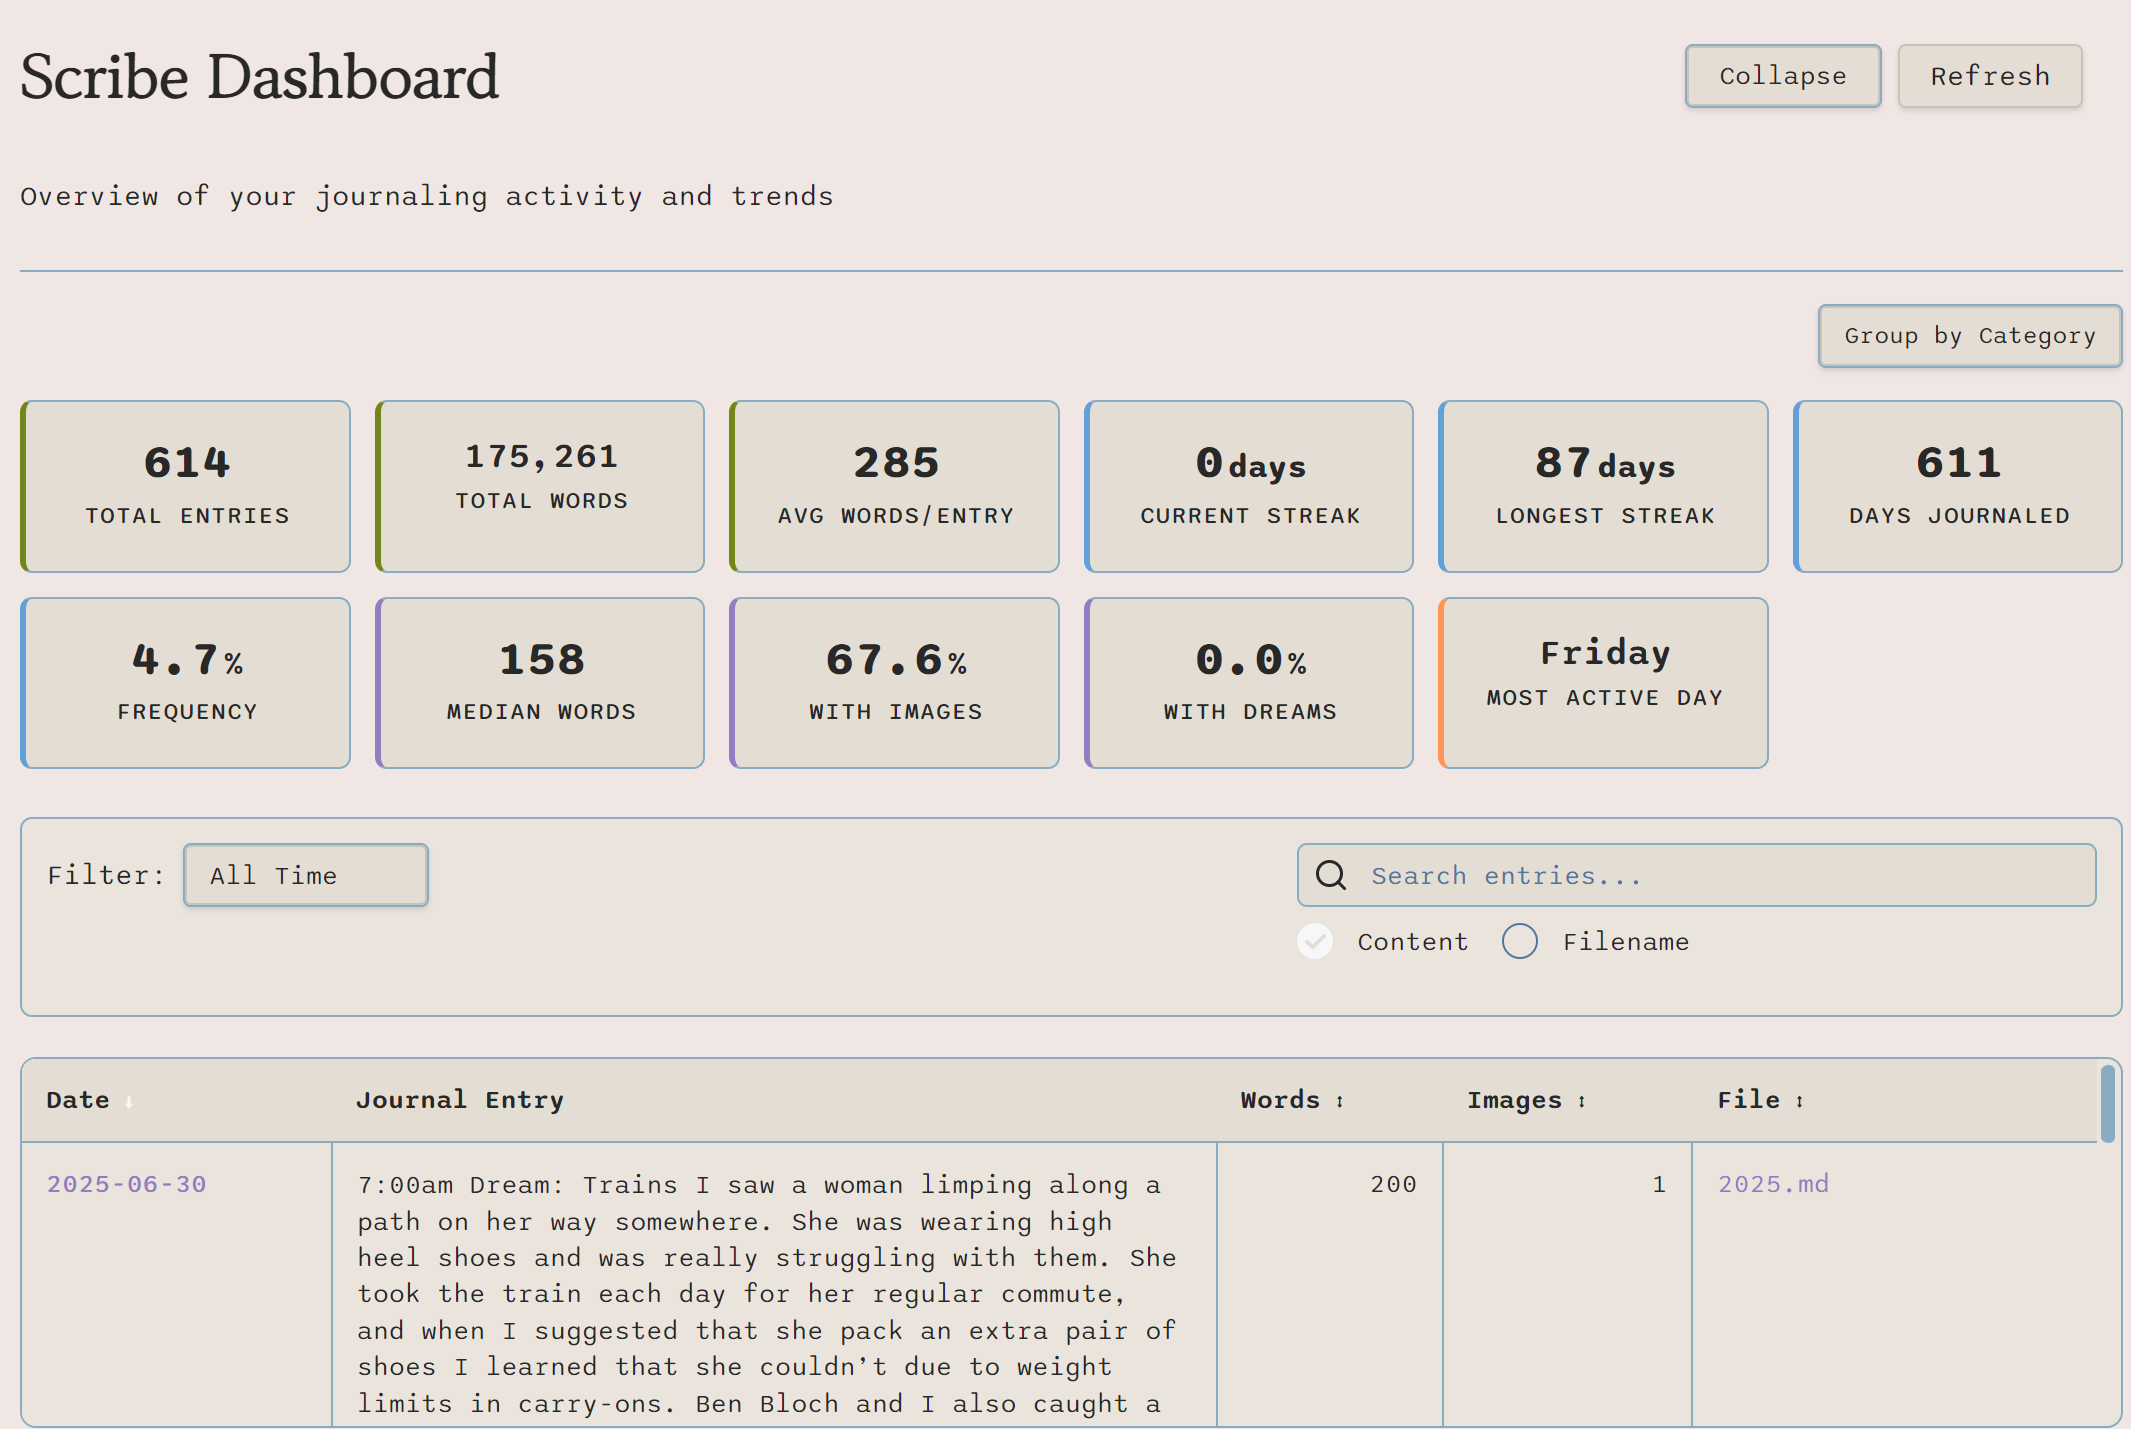 Scribe Dashboard
Collapse
Refresh
Overview of your journaling activity and trends
Group by Category
614
TOTAL ENTRIES
175,261
TOTAL WORDS
285
AVG WORDS/ENTRY
0days
CURRENT STREAK
87days
LONGEST STREAK
611
DAYS JOURNALED
4.7%
FREQUENCY
158
MEDIAN WORDS
67.6%
WITH IMAGES
0.0%
WITH DREAMS
Friday
MOST ACTIVE DAY
Filter:
All Time
Search entries...
Content
Filename
Date ↓
Journal Entry
Words ↕
Images ↕
File ↕
2025-06-30
7:00am Dream: Trains I saw a woman limping along a
path on her way somewhere. She was wearing high
heel shoes and was really struggling with them. She
took the train each day for her regular commute,
and when I suggested that she pack an extra pair of
shoes I learned that she couldn’t due to weight
limits in carry-ons. Ben Bloch and I also caught a
200
1
2025.md